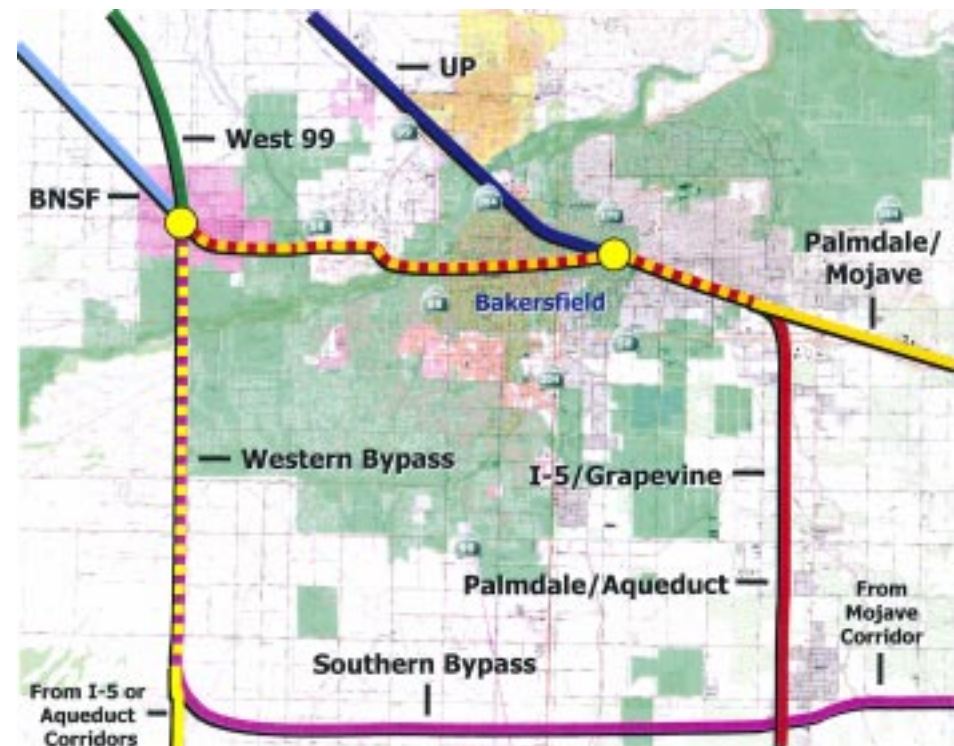 UP
West 99
BNSF
Palmdale/
Mojave
Bakersfield
Western Bypass
I-5/Grapevine
Palmdale/Aqueduct
From
Mojave
Corridor
Southern Bypass
From I-5 or
Aqueduct
Corridors